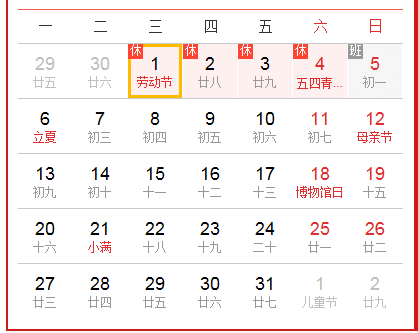 一 二 三 四 五 六 日
休 休 休 休 班
29 30 1 2 3 4 5
廿五 廿六 劳动节 廿八 廿九 五四青... 初一
6 7 8 9 10 11 12
立夏 初三 初四 初五 初六 初七 母亲节
13 14 15 16 17 18 19
初九 初十 十一 十二 十三 博物馆日 十五
20 21 22 23 24 25 26
十六 小满 十八 十九 二十 廿一 廿二
27 28 29 30 31 1 2
廿三 廿四 廿五 廿六 廿七 儿童节 廿九